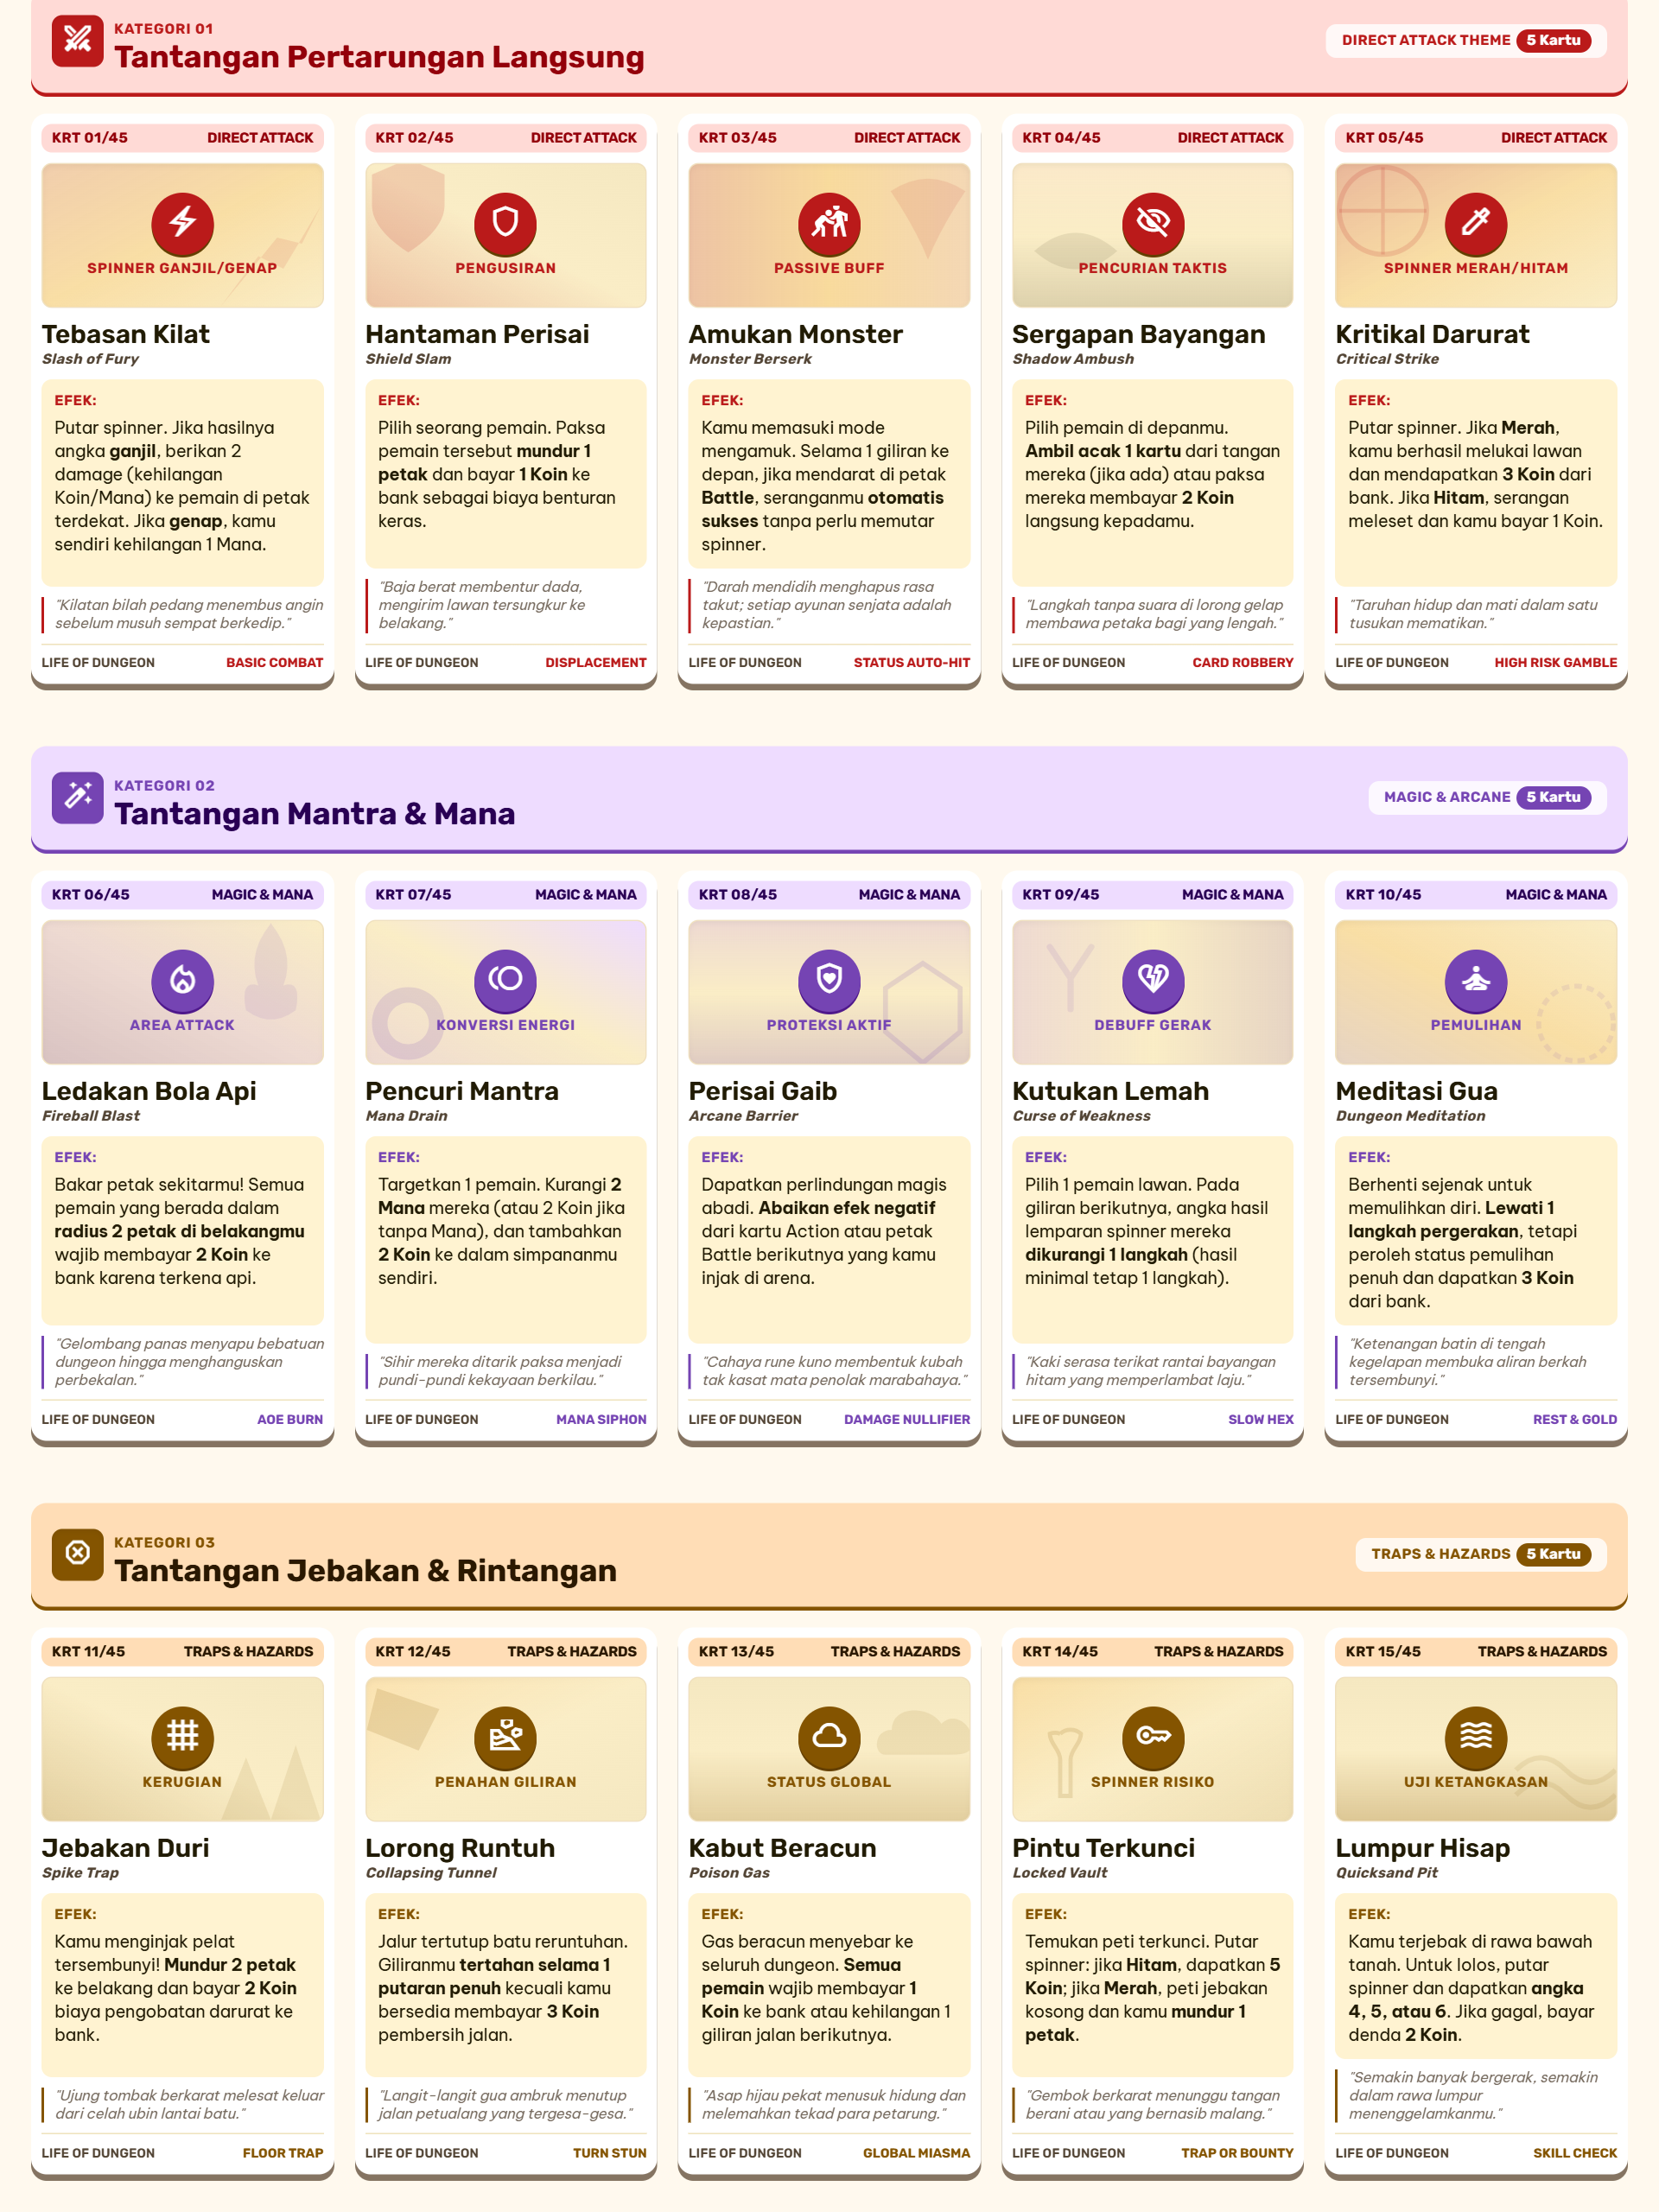 KATEGORI 01
Tantangan Pertarungan Langsung
DIRECT ATTACK THEME 5 Kartu
KRT 01/45 DIRECT ATTACK
SPINNER GANJIL/GENAP
Tebasan Kilat
Slash of Fury
EFEK:
Putar spinner. Jika hasilnya
angka ganjil, berikan 2
damage (kehilangan
Koin/Mana) ke pemain di petak
terdekat. Jika genap, kamu
sendiri kehilangan 1 Mana.
"Kilatan bilah pedang menembus angin
sebelum musuh sempat berkedip."
LIFE OF DUNGEON BASIC COMBAT
KRT 02/45 DIRECT ATTACK
PENGUSIRAN
Hantaman Perisai
Shield Slam
EFEK:
Pilih seorang pemain. Paksa
pemain tersebut mundur 1
petak dan bayar 1 Koin ke
bank sebagai biaya benturan
keras.
"Baja berat membentur dada,
mengirim lawan tersungkur ke
belakang."
LIFE OF DUNGEON DISPLACEMENT
KRT 03/45 DIRECT ATTACK
PASSIVE BUFF
Amukan Monster
Monster Berserk
EFEK:
Kamu memasuki mode
mengamuk. Selama 1 giliran ke
depan, jika mendarat di petak
Battle, seranganmu otomatis
sukses tanpa perlu memutar
spinner.
"Darah mendidih menghapus rasa
takut; setiap ayunan senjata adalah
kepastian."
LIFE OF DUNGEON STATUS AUTO-HIT
KRT 04/45 DIRECT ATTACK
PENCURIAN TAKTIS
Sergapan Bayangan
Shadow Ambush
EFEK:
Pilih pemain di depanmu.
Ambil acak 1 kartu dari tangan
mereka (jika ada) atau paksa
mereka membayar 2 Koin
langsung kepadamu.
"Langkah tanpa suara di lorong gelap
membawa petaka bagi yang lengah."
LIFE OF DUNGEON CARD ROBBERY
KRT 05/45 DIRECT ATTACK
SPINNER MERAH/HITAM
Kritikal Darurat
Critical Strike
EFEK:
Putar spinner. Jika Merah,
kamu berhasil melukai lawan
dan mendapatkan 3 Koin dari
bank. Jika Hitam, serangan
meleset dan kamu bayar 1 Koin.
"Taruhan hidup dan mati dalam satu
tusukan mematikan."
LIFE OF DUNGEON HIGH RISK GAMBLE
KATEGORI 02
Tantangan Mantra & Mana
MAGIC & ARCANE 5 Kartu
KRT 06/45 MAGIC & MANA
AREA ATTACK
Ledakan Bola Api
Fireball Blast
EFEK:
Bakar petak sekitarmu! Semua
pemain yang berada dalam
radius 2 petak di belakangmu
wajib membayar 2 Koin ke
bank karena terkena api.
"Gelombang panas menyapu bebatuan
dungeon hingga menghanguskan
perbekalan."
LIFE OF DUNGEON AOE BURN
KRT 07/45 MAGIC & MANA
KONVERSI ENERGI
Pencuri Mantra
Mana Drain
EFEK:
Targetkan 1 pemain. Kurangi 2
Mana mereka (atau 2 Koin jika
tanpa Mana), dan tambahkan
2 Koin ke dalam simpananmu
sendiri.
"Sihir mereka ditarik paksa menjadi
pundi-pundi kekayaan berkilau."
LIFE OF DUNGEON MANA SIPHON
KRT 08/45 MAGIC & MANA
PROTEKSI AKTIF
Perisai Gaib
Arcane Barrier
EFEK:
Dapatkan perlindungan magis
abadi. Abaikan efek negatif
dari kartu Action atau petak
Battle berikutnya yang kamu
injak di arena.
"Cahaya rune kuno membentuk kubah
tak kasat mata penolak marabahaya."
LIFE OF DUNGEON DAMAGE NULLIFIER
KRT 09/45 MAGIC & MANA
DEBUFF GERAK
Kutukan Lemah
Curse of Weakness
EFEK:
Pilih 1 pemain lawan. Pada
giliran berikutnya, angka hasil
lemparan spinner mereka
dikurangi 1 langkah (hasil
minimal tetap 1 langkah).
"Kaki serasa terikat rantai bayangan
hitam yang memperlambat laju."
LIFE OF DUNGEON SLOW HEX
KRT 10/45 MAGIC & MANA
PEMULIHAN
Meditasi Gua
Dungeon Meditation
EFEK:
Berhenti sejenak untuk
memulihkan diri. Lewati 1
langkah pergerakan, tetapi
peroleh status pemulihan
penuh dan dapatkan 3 Koin
dari bank.
"Ketenangan batin di tengah
kegelapan membuka aliran berkah
tersembunyi."
LIFE OF DUNGEON REST & GOLD
KATEGORI 03
Tantangan Jebakan & Rintangan
TRAPS & HAZARDS 5 Kartu
KRT 11/45 TRAPS & HAZARDS
KERUGIAN
Jebakan Duri
Spike Trap
EFEK:
Kamu menginjak pelat
tersembunyi! Mundur 2 petak
ke belakang dan bayar 2 Koin
biaya pengobatan darurat ke
bank.
"Ujung tombak berkarat melesat keluar
dari celah ubin lantai batu."
LIFE OF DUNGEON FLOOR TRAP
KRT 12/45 TRAPS & HAZARDS
PENAHAN GILIRAN
Lorong Runtuh
Collapsing Tunnel
EFEK:
Jalur tertutup batu reruntuhan.
Giliranmu tertahan selama 1
putaran penuh kecuali kamu
bersedia membayar 3 Koin
pembersih jalan.
"Langit-langit gua ambruk menutup
jalan petualang yang tergesa-gesa."
LIFE OF DUNGEON TURN STUN
KRT 13/45 TRAPS & HAZARDS
STATUS GLOBAL
Kabut Beracun
Poison Gas
EFEK:
Gas beracun menyebar ke
seluruh dungeon. Semua
pemain wajib membayar 1
Koin ke bank atau kehilangan 1
giliran jalan berikutnya.
"Asap hijau pekat menusuk hidung dan
melemahkan tekad para petarung."
LIFE OF DUNGEON GLOBAL MIASMA
KRT 14/45 TRAPS & HAZARDS
SPINNER RISIKO
Pintu Terkunci
Locked Vault
EFEK:
Temukan peti terkunci. Putar
spinner: jika Hitam, dapatkan 5
Koin; jika Merah, peti jebakan
kosong dan kamu mundur 1
petak.
"Gembok berkarat menunggu tangan
berani atau yang bernasib malang."
LIFE OF DUNGEON TRAP OR BOUNTY
KRT 15/45 TRAPS & HAZARDS
UJI KETANGKASAN
Lumpur Hisap
Quicksand Pit
EFEK:
Kamu terjebak di rawa bawah
tanah. Untuk lolos, putar
spinner dan dapatkan angka
4, 5, atau 6. Jika gagal, bayar
denda 2 Koin.
"Semakin banyak bergerak, semakin
dalam rawa lumpur
menenggelamkanmu."
LIFE OF DUNGEON SKILL CHECK